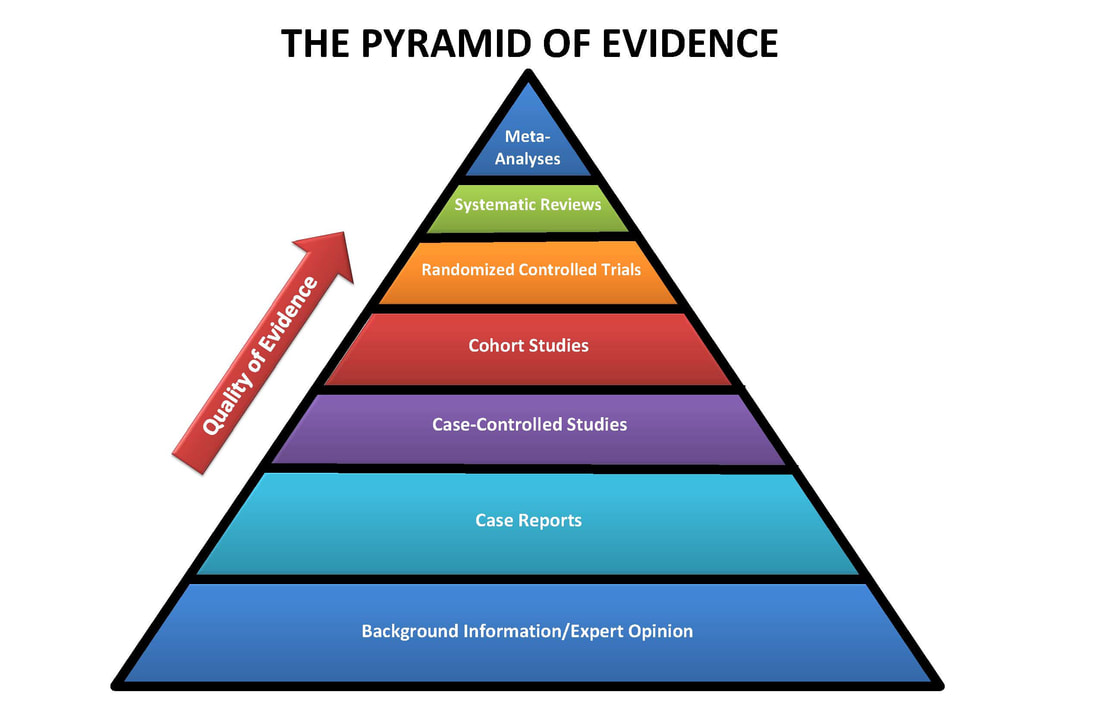 THE PYRAMID OF EVIDENCE
Meta-
Analyses
Systematic Reviews
Randomized Controlled Trials
Quality of Evidence
Cohort Studies
Case-Controlled Studies
Case Reports
Background Information/Expert Opinion